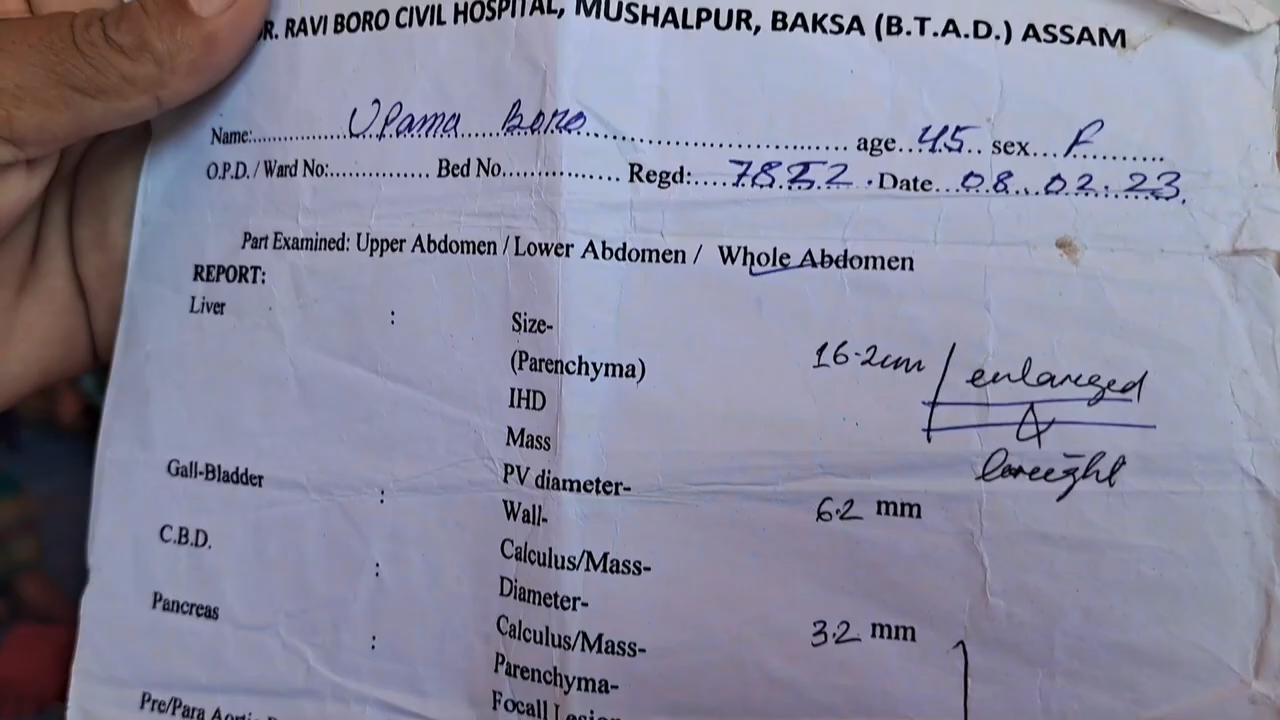 R. RAVI BORO CIVIL HOSPITAL, MUSHALPUR, BAKSA (B.T.A.D.) ASSAM
Name:.......Upama Boro....... age...45.. sex...F..........
O.P.D. / Ward No:............... Bed No................ Regd:....7852. Date...08..02.23.
Part Examined: Upper Abdomen / Lower Abdomen / Whole Abdomen
REPORT:
Liver : Size- 16.2cm / enlarged
(Parenchyma)
IHD
Mass
PV diameter- 6.2 mm
Gall-Bladder : Wall-
Calculus/Mass-
C.B.D. : Diameter- 3.2 mm
Calculus/Mass-
Pancreas : Parenchyma-
Focall
Pre/Para